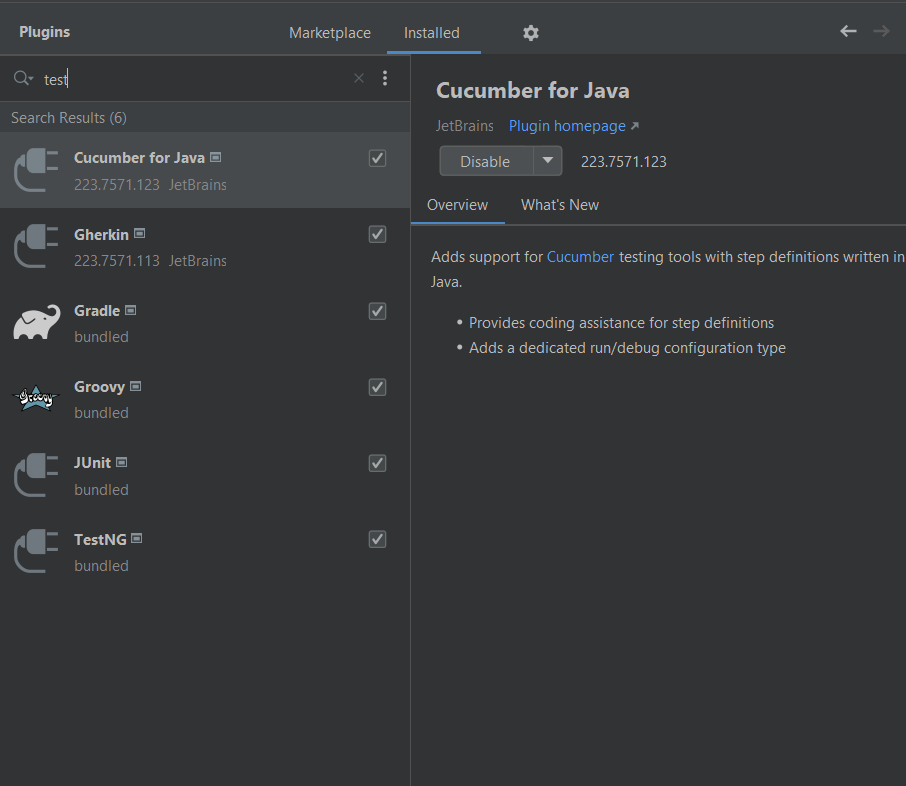 Plugins
Marketplace
Installed
test
Search Results (6)
Cucumber for Java
223.7571.123 JetBrains
Gherkin
223.7571.113 JetBrains
Gradle
bundled
Groovy
Groovy
bundled
JUnit
bundled
TestNG
bundled
Cucumber for Java
JetBrains Plugin homepage
Disable 223.7571.123
Overview What's New
Adds support for Cucumber testing tools with step definitions written in
Java.
• Provides coding assistance for step definitions
• Adds a dedicated run/debug configuration type